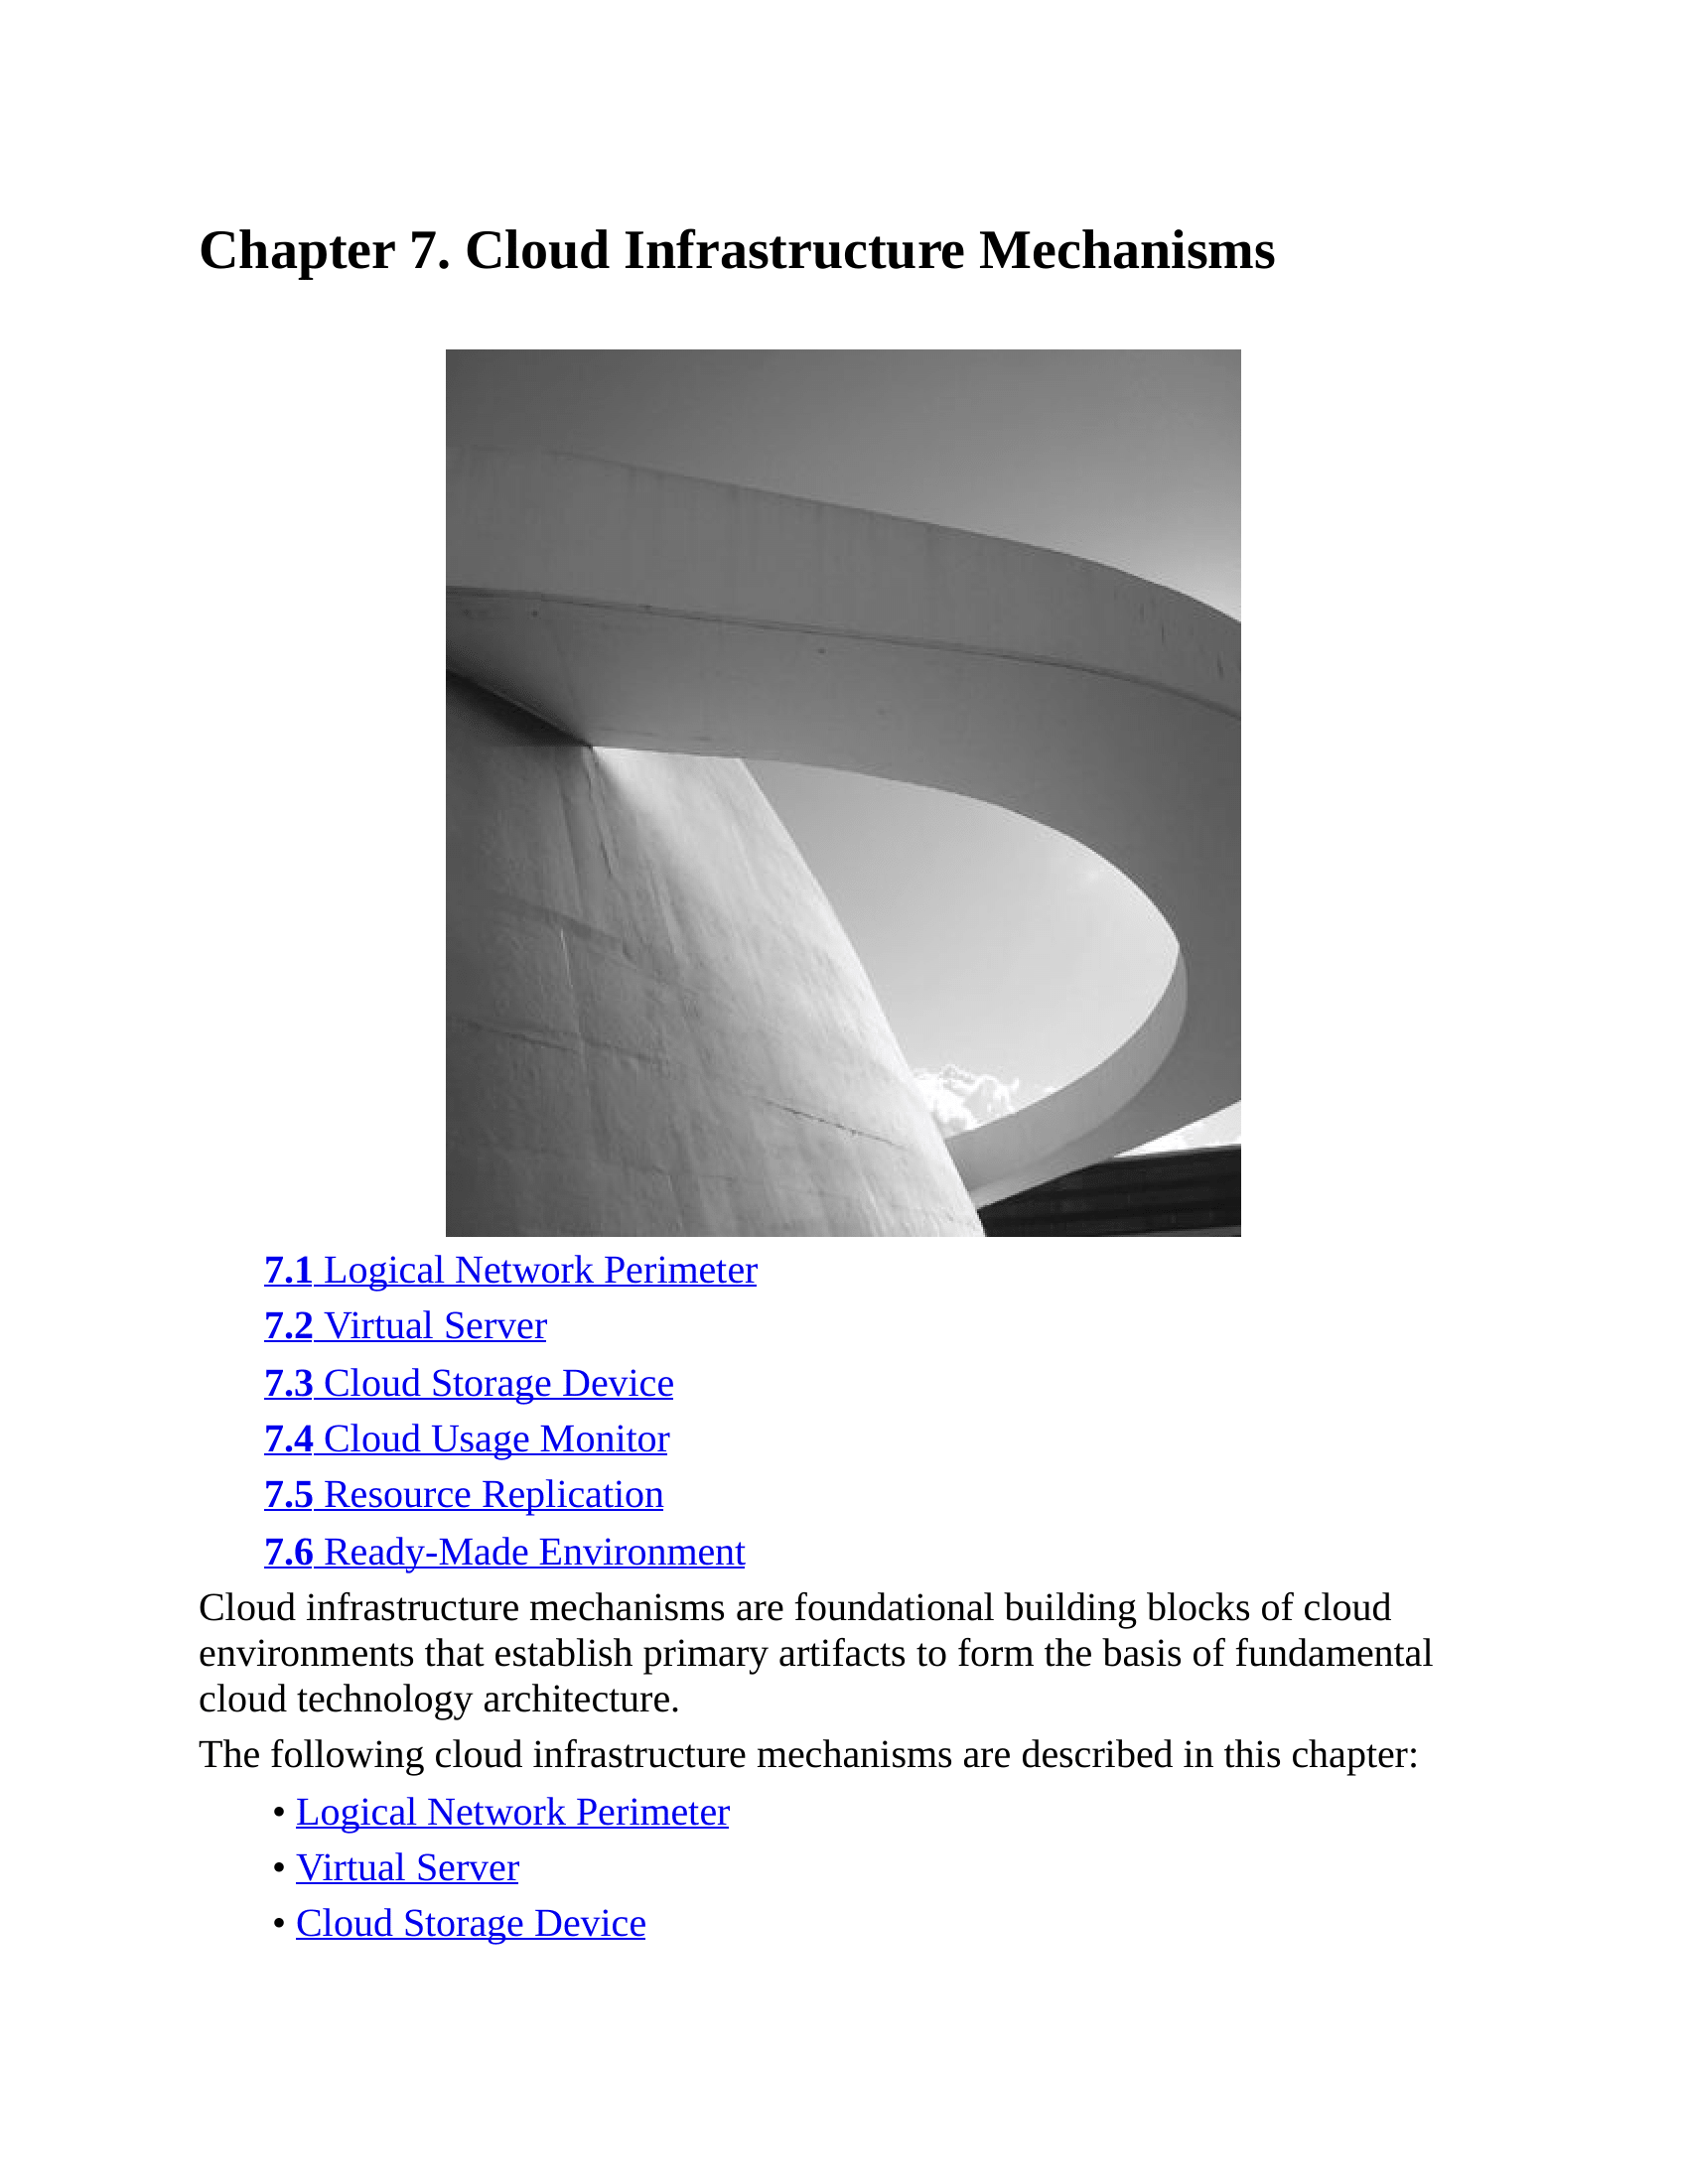 Chapter 7. Cloud Infrastructure Mechanisms
7.1 Logical Network Perimeter
7.2 Virtual Server
7.3 Cloud Storage Device
7.4 Cloud Usage Monitor
7.5 Resource Replication
7.6 Ready-Made Environment
Cloud infrastructure mechanisms are foundational building blocks of cloud
environments that establish primary artifacts to form the basis of fundamental
cloud technology architecture.
The following cloud infrastructure mechanisms are described in this chapter:
• Logical Network Perimeter
• Virtual Server
• Cloud Storage Device